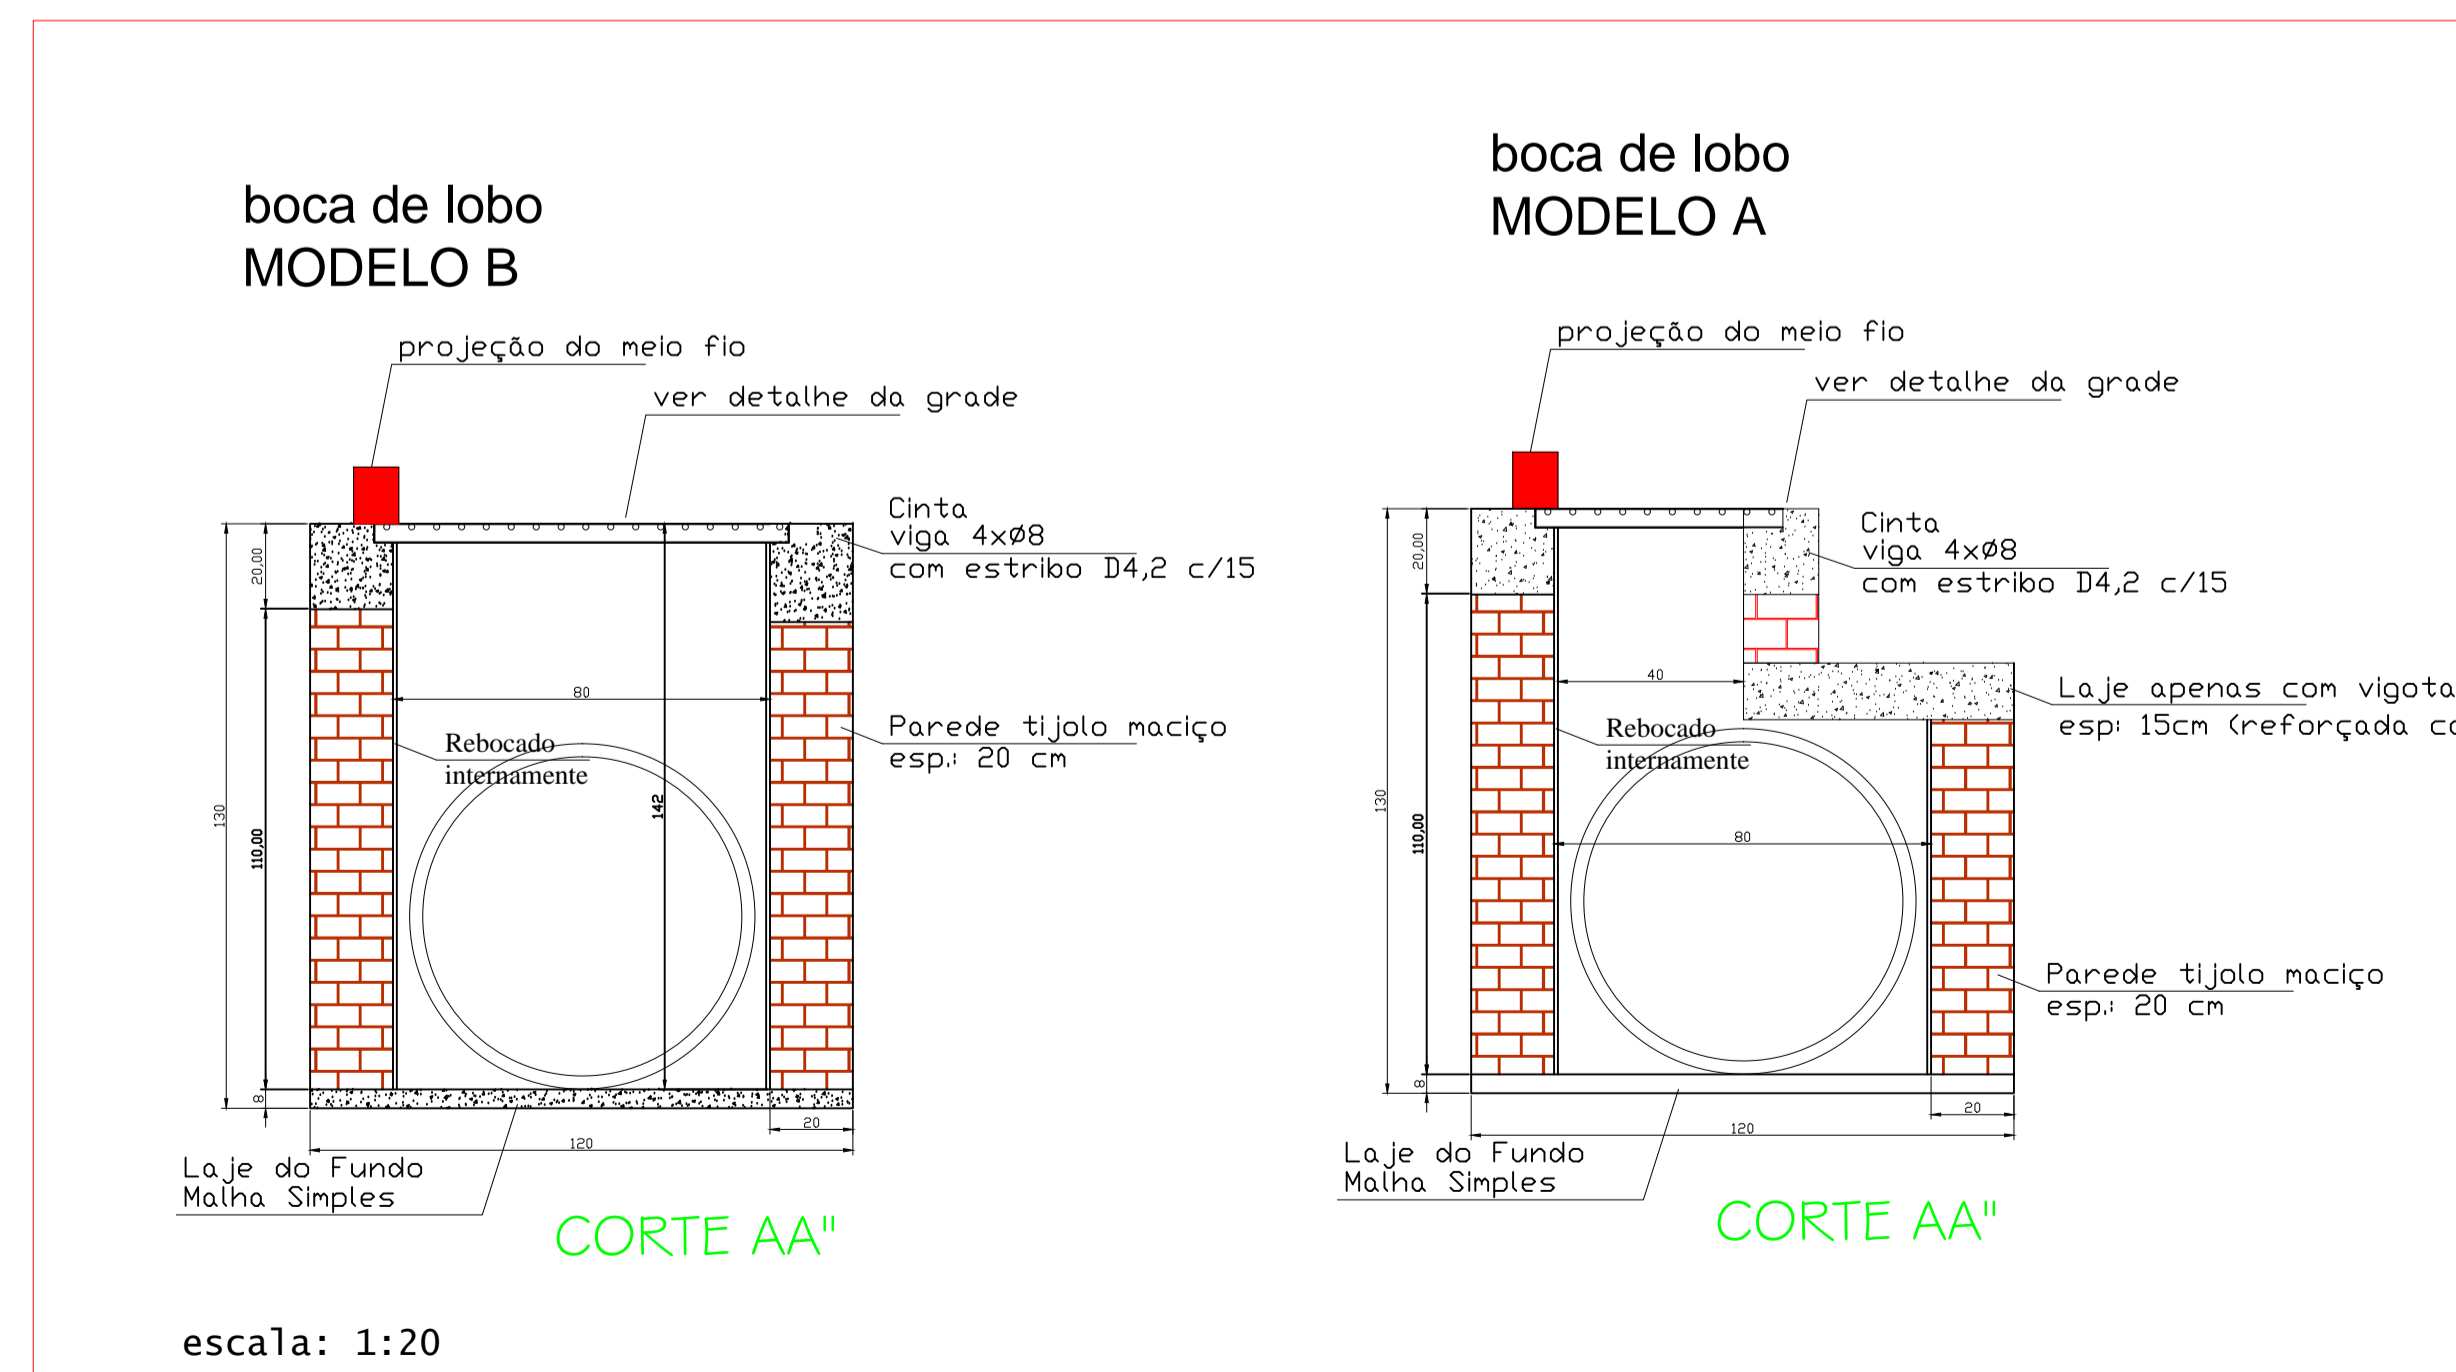 boca de lobo
MODELO B
projeção do meio fio
ver detalhe da grade
Cinta
viga 4xø8
com estribo D4,2 c/15
20,00
130
110,00
80
Rebocado
internamente
142
Parede tijolo maciço
esp.: 20 cm
8
20
120
Laje do Fundo
Malha Simples
CORTE AA"
escala: 1:20
boca de lobo
MODELO A
projeção do meio fio
ver detalhe da grade
Cinta
viga 4xø8
com estribo D4,2 c/15
20,00
40
Laje apenas com vigota
esp: 15cm (reforçada co
Rebocado
internamente
130
110,00
80
Parede tijolo maciço
esp.: 20 cm
8
20
120
Laje do Fundo
Malha Simples
CORTE AA"